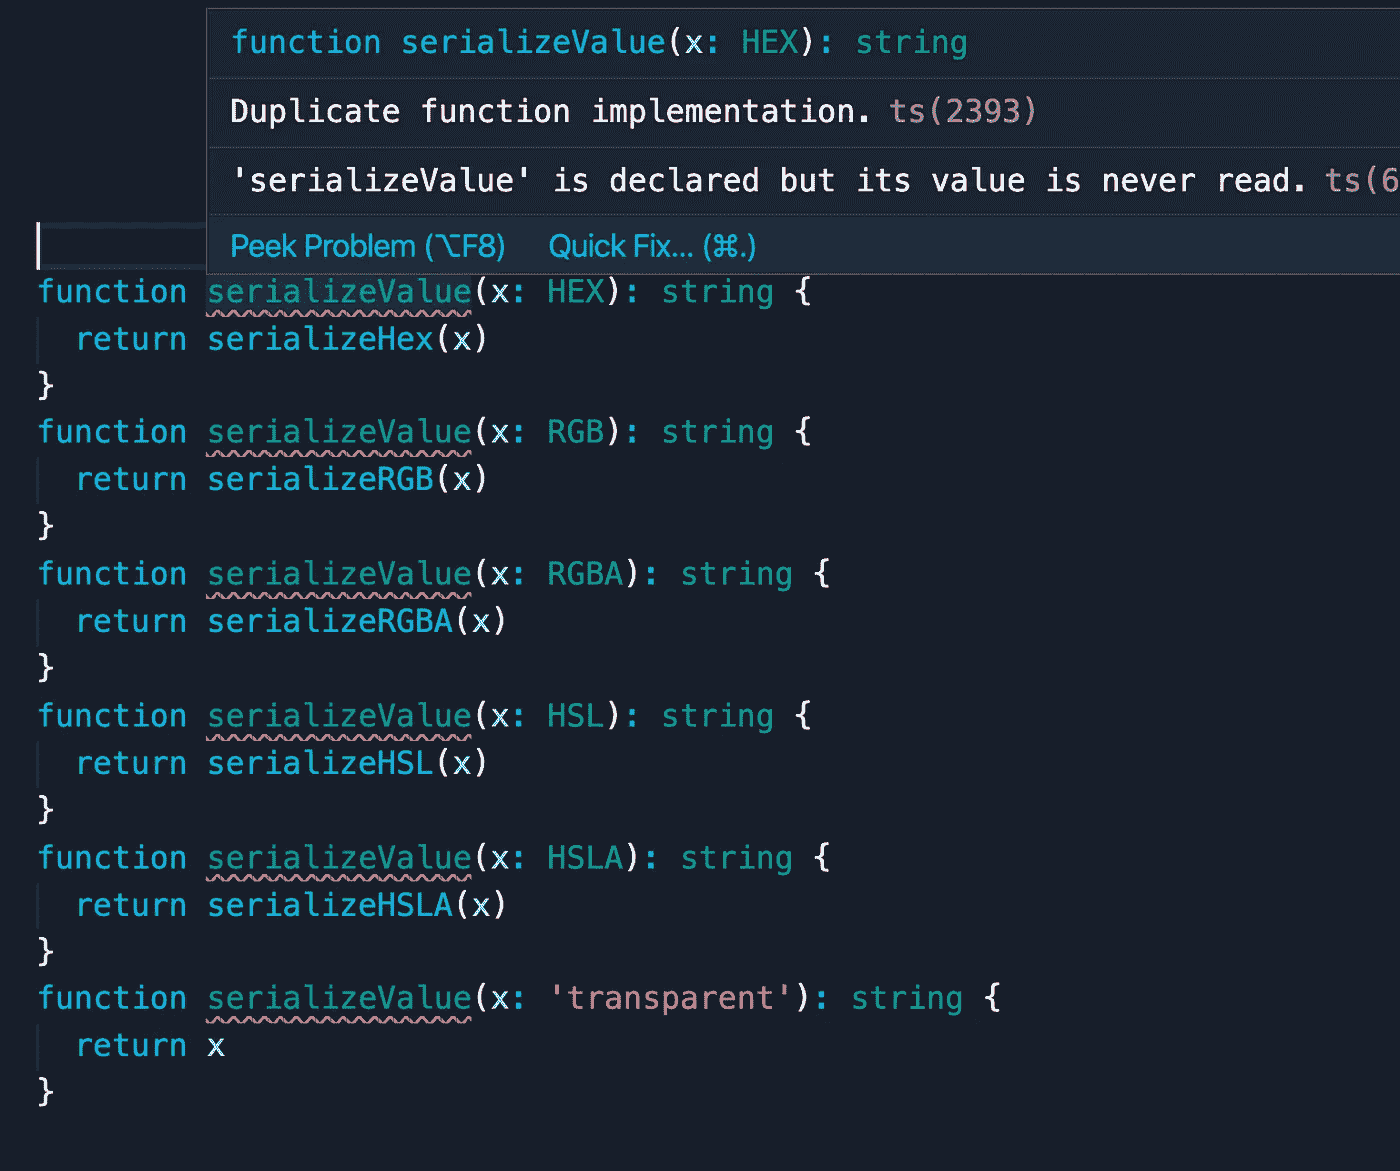 function serializeValue(x: HEX): string
Duplicate function implementation. ts(2393)
'serializeValue' is declared but its value is never read. ts(6
Peek Problem (⌥F8) Quick Fix... (⌘.)
function serializeValue(x: HEX): string {
  return serializeHex(x)
}
function serializeValue(x: RGB): string {
  return serializeRGB(x)
}
function serializeValue(x: RGBA): string {
  return serializeRGBA(x)
}
function serializeValue(x: HSL): string {
  return serializeHSL(x)
}
function serializeValue(x: HSLA): string {
  return serializeHSLA(x)
}
function serializeValue(x: 'transparent'): string {
  return x
}